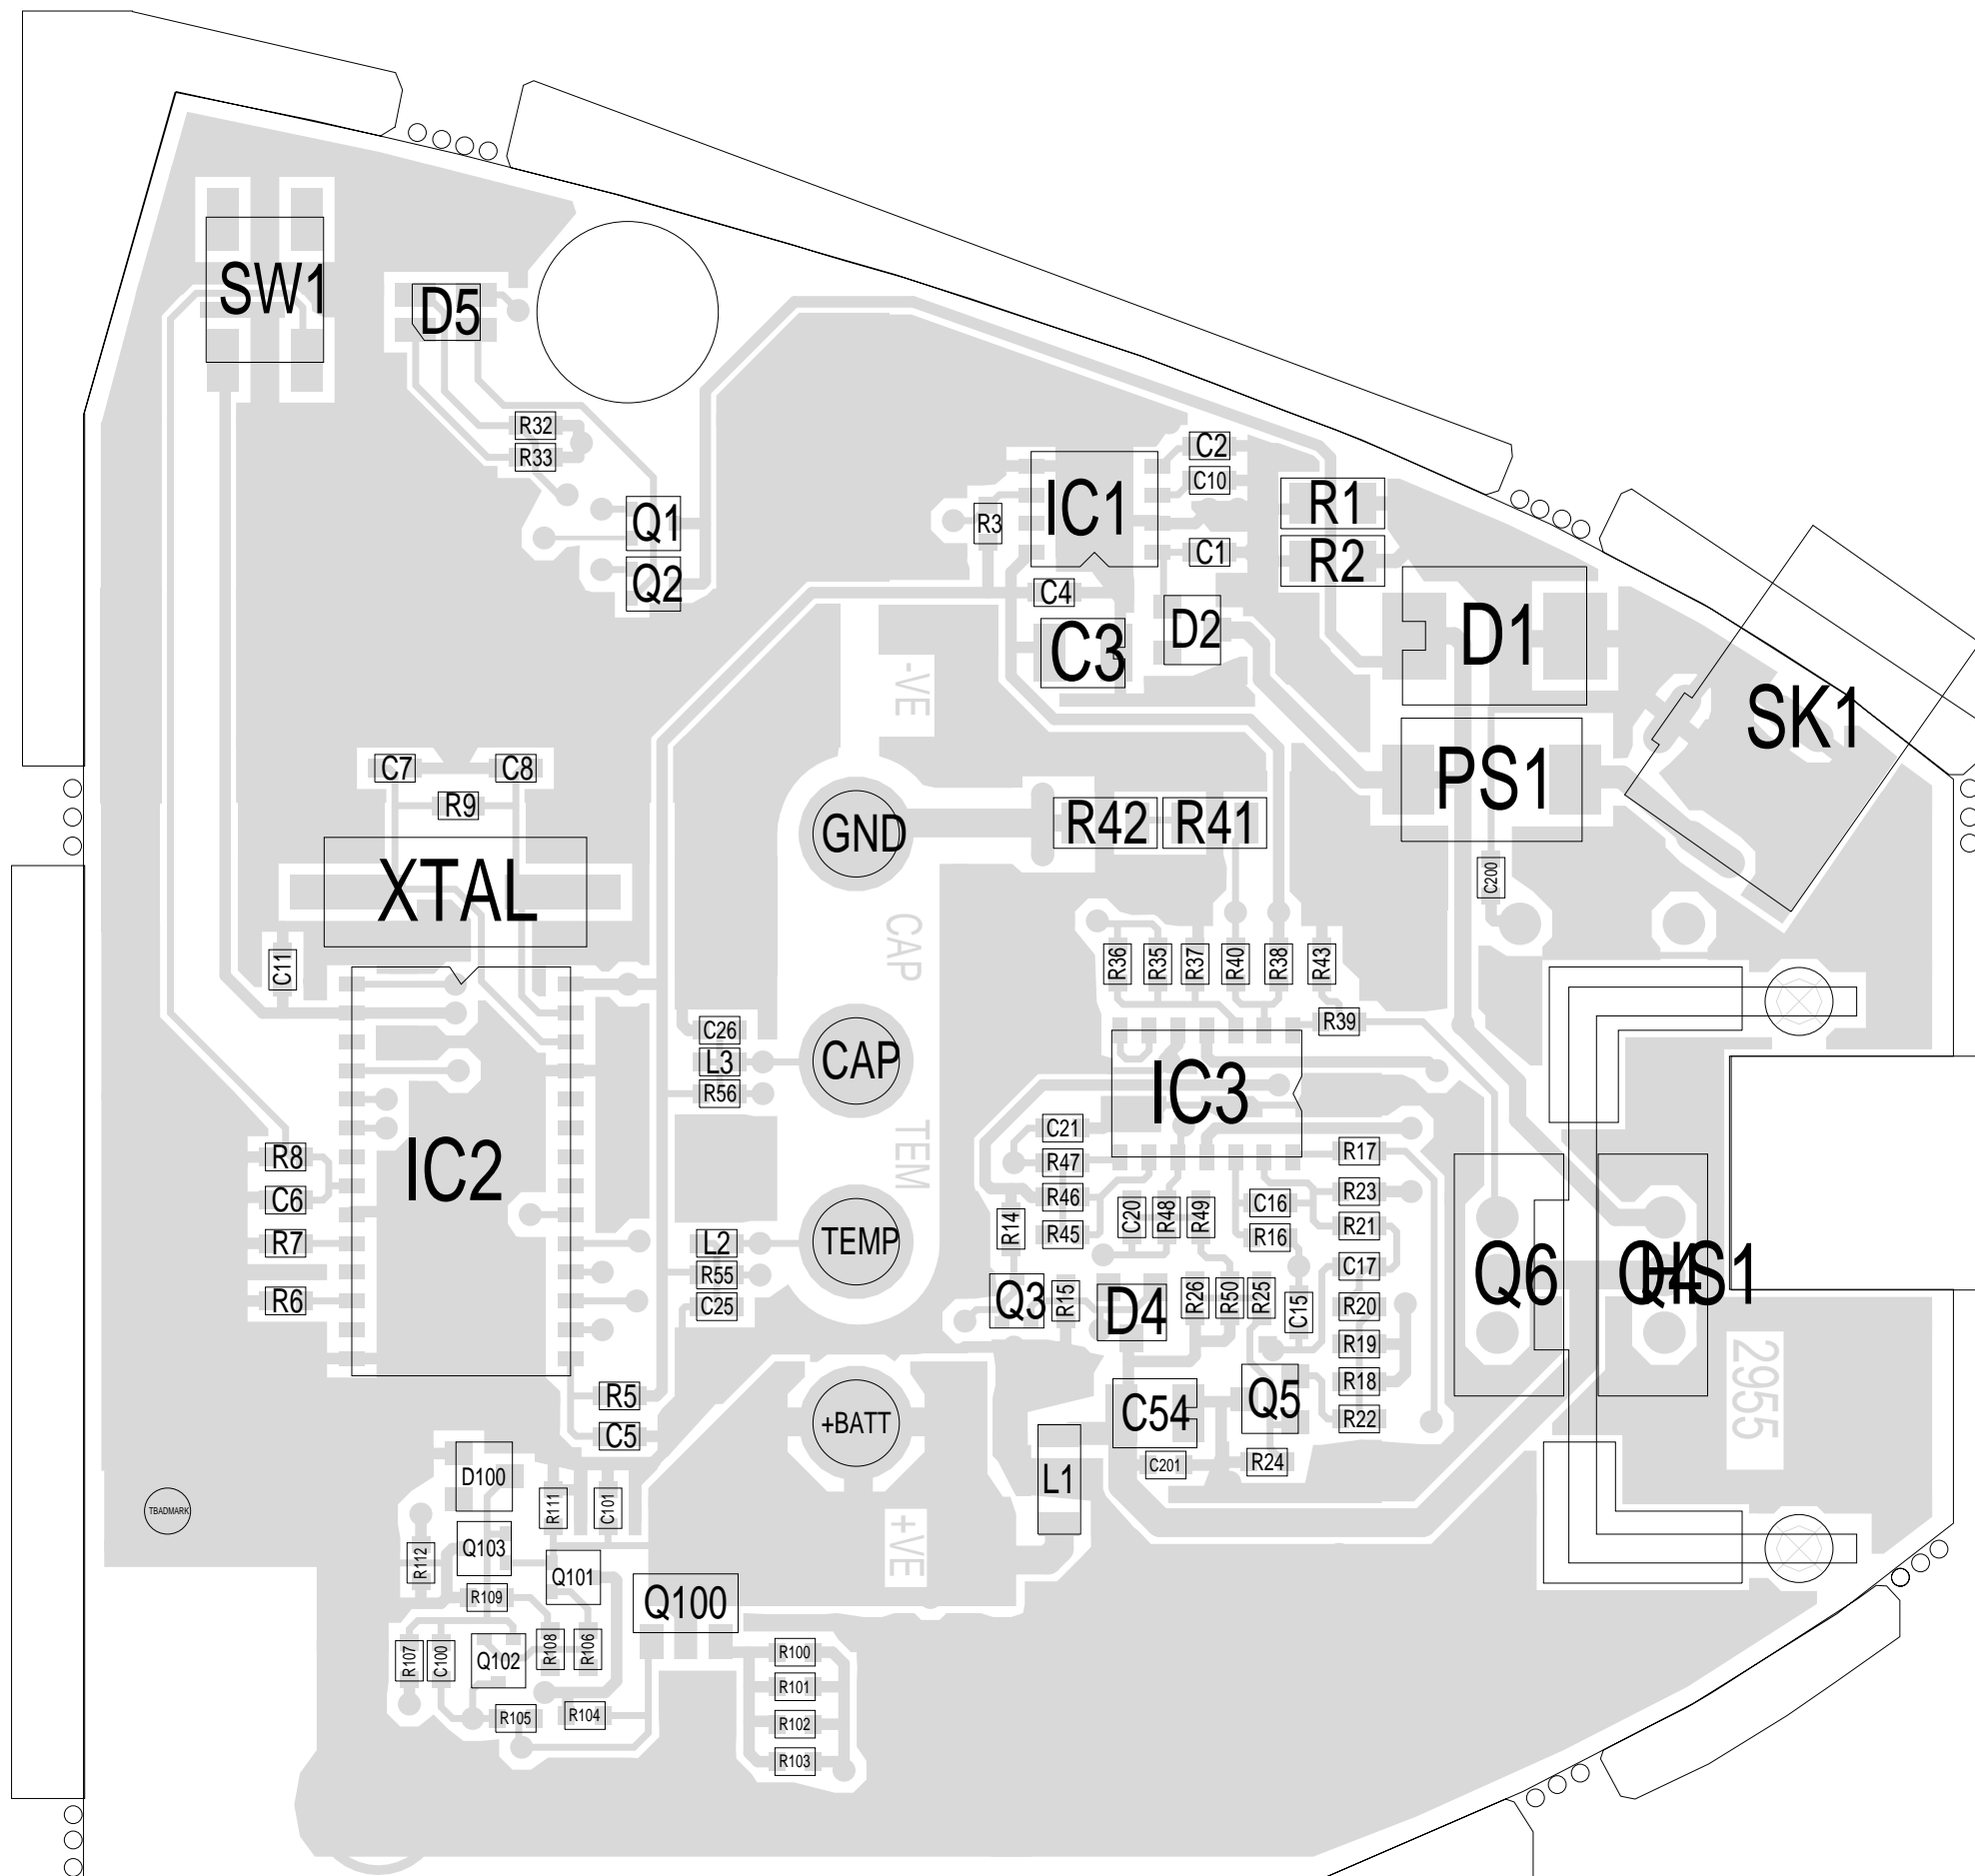 SW1
D5
R32
R33
Q1
Q2
C2
C10
IC1
R3
C1
R1
R2
C4
C3
D2
D1
SK1
-VE
PS1
C7
C8
R9
XTAL
GND
R42
R41
C200
CAP
C11
R36
R35
R37
R40
R38
R43
R39
C26
L3
R56
CAP
IC3
IC2
TEM
C21
R47
R46
R45
R14
C20
R48
R49
C16
R16
R17
R23
R21
C17
R20
R19
R18
R22
R8
C6
R7
R6
L2
R55
C25
TEMP
Q3
R15
D4
R26
R50
R25
C15
Q6
Q4
HS1
2955
R5
C5
+BATT
C54
Q5
C201
R24
L1
+VE
TBADMARK
D100
R111
C101
Q103
R112
Q101
R109
Q100
R107
C100
Q102
R108
R106
R105
R104
R100
R101
R102
R103